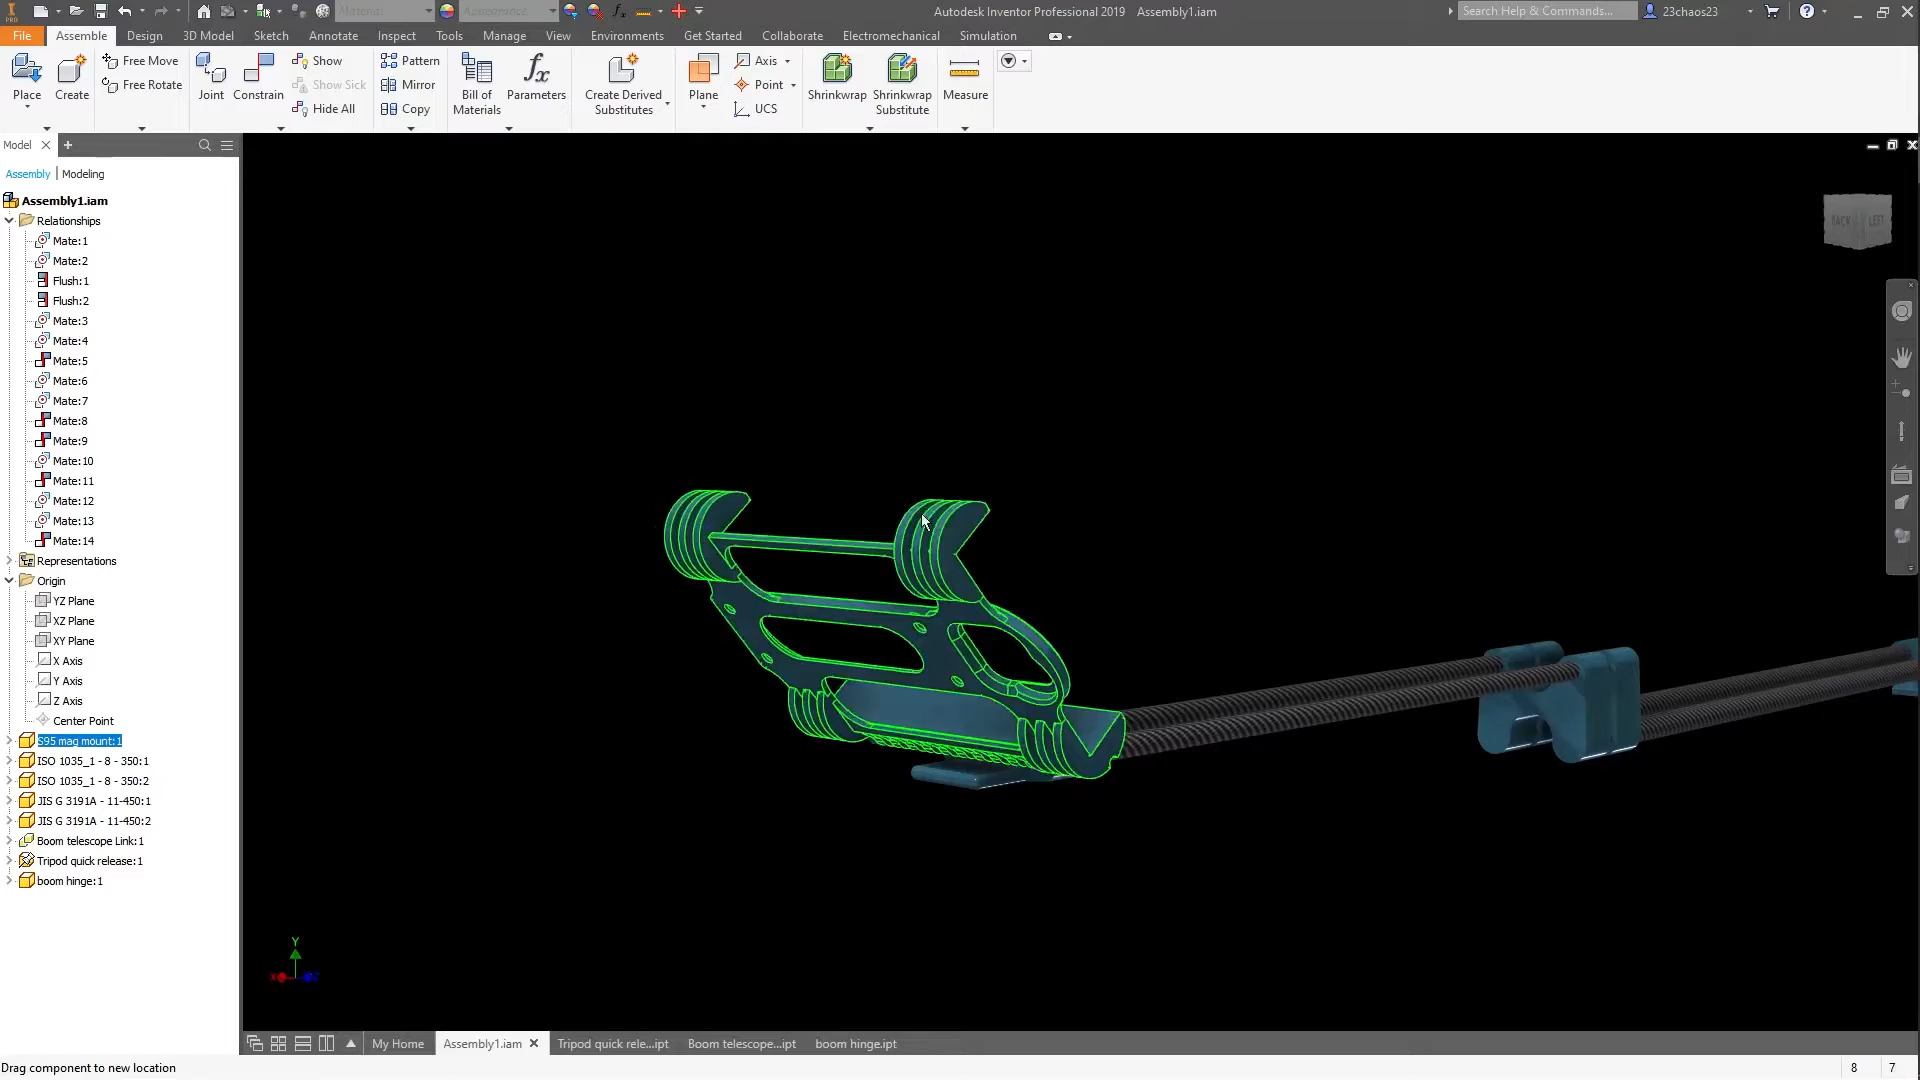 PRO
Material
Appearance
Autodesk Inventor Professional 2019 Assembly1.iam
Search Help & Commands...
23chaos23
File Assemble Design 3D Model Sketch Annotate Inspect Tools Manage View Environments Get Started Collaborate Electromechanical Simulation
Place
Create
Free Move
Free Rotate
Joint
Constrain
Show
Show Sick
Hide All
Pattern
Mirror
Copy
Bill of
Materials
Parameters
Create Derived
Substitutes
Plane
Axis
Point
UCS
Shrinkwrap
Shrinkwrap
Substitute
Measure
Model
Assembly | Modeling
Assembly1.iam
Relationships
Mate:1
Mate:2
Flush:1
Flush:2
Mate:3
Mate:4
Mate:5
Mate:6
Mate:7
Mate:8
Mate:9
Mate:10
Mate:11
Mate:12
Mate:13
Mate:14
Representations
Origin
YZ Plane
XZ Plane
XY Plane
X Axis
Y Axis
Z Axis
Center Point
S95 mag mount:1
ISO 1035_1 - 8 - 350:1
ISO 1035_1 - 8 - 350:2
JIS G 3191A - 11-450:1
JIS G 3191A - 11-450:2
Boom telescope Link:1
Tripod quick release:1
boom hinge:1
BACK LEFT
Y
X
Z
My Home Assembly1.iam Tripod quick rele...ipt Boom telescope...ipt boom hinge.ipt
Drag component to new location
8 7